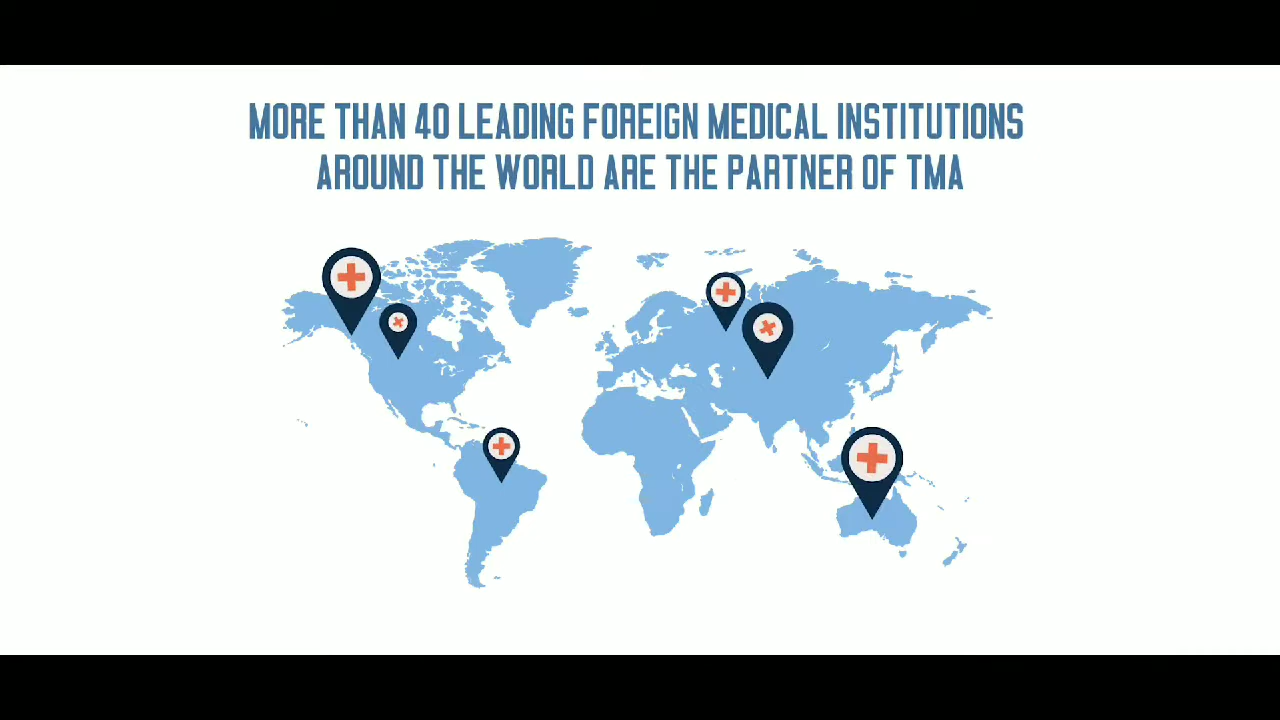 MORE THAN 40 LEADING FOREIGN MEDICAL INSTITUTIONS
AROUND THE WORLD ARE THE PARTNER OF TMA